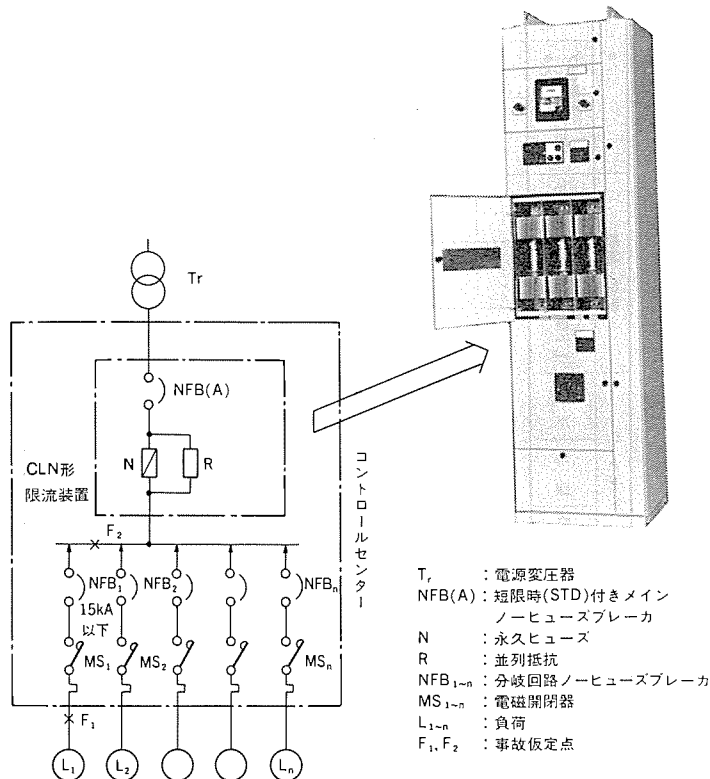 Tr
NFB(A)
N
R
CLN形
限流装置
コントロールセンター
F₂
NFB₁
NFB₂
NFBₙ
15kA
以下
MS₁
MS₂
MSₙ
F₁
L₁
L₂
Lₙ
Tᵣ : 電源変圧器
NFB(A) : 短限時(STD)付きメイン
ノーヒューズブレーカ
N : 永久ヒューズ
R : 並列抵抗
NFB₁~ₙ : 分岐回路ノーヒューズブレーカ
MS₁~ₙ : 電磁開閉器
L₁~ₙ : 負荷
F₁, F₂ : 事故仮定点